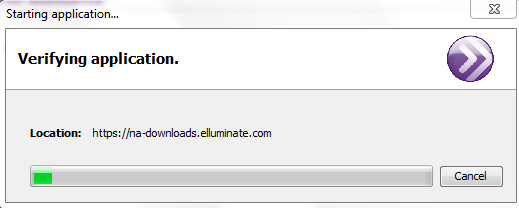 Starting application...
Verifying application.
Location: https://na-downloads.elluminate.com
Cancel